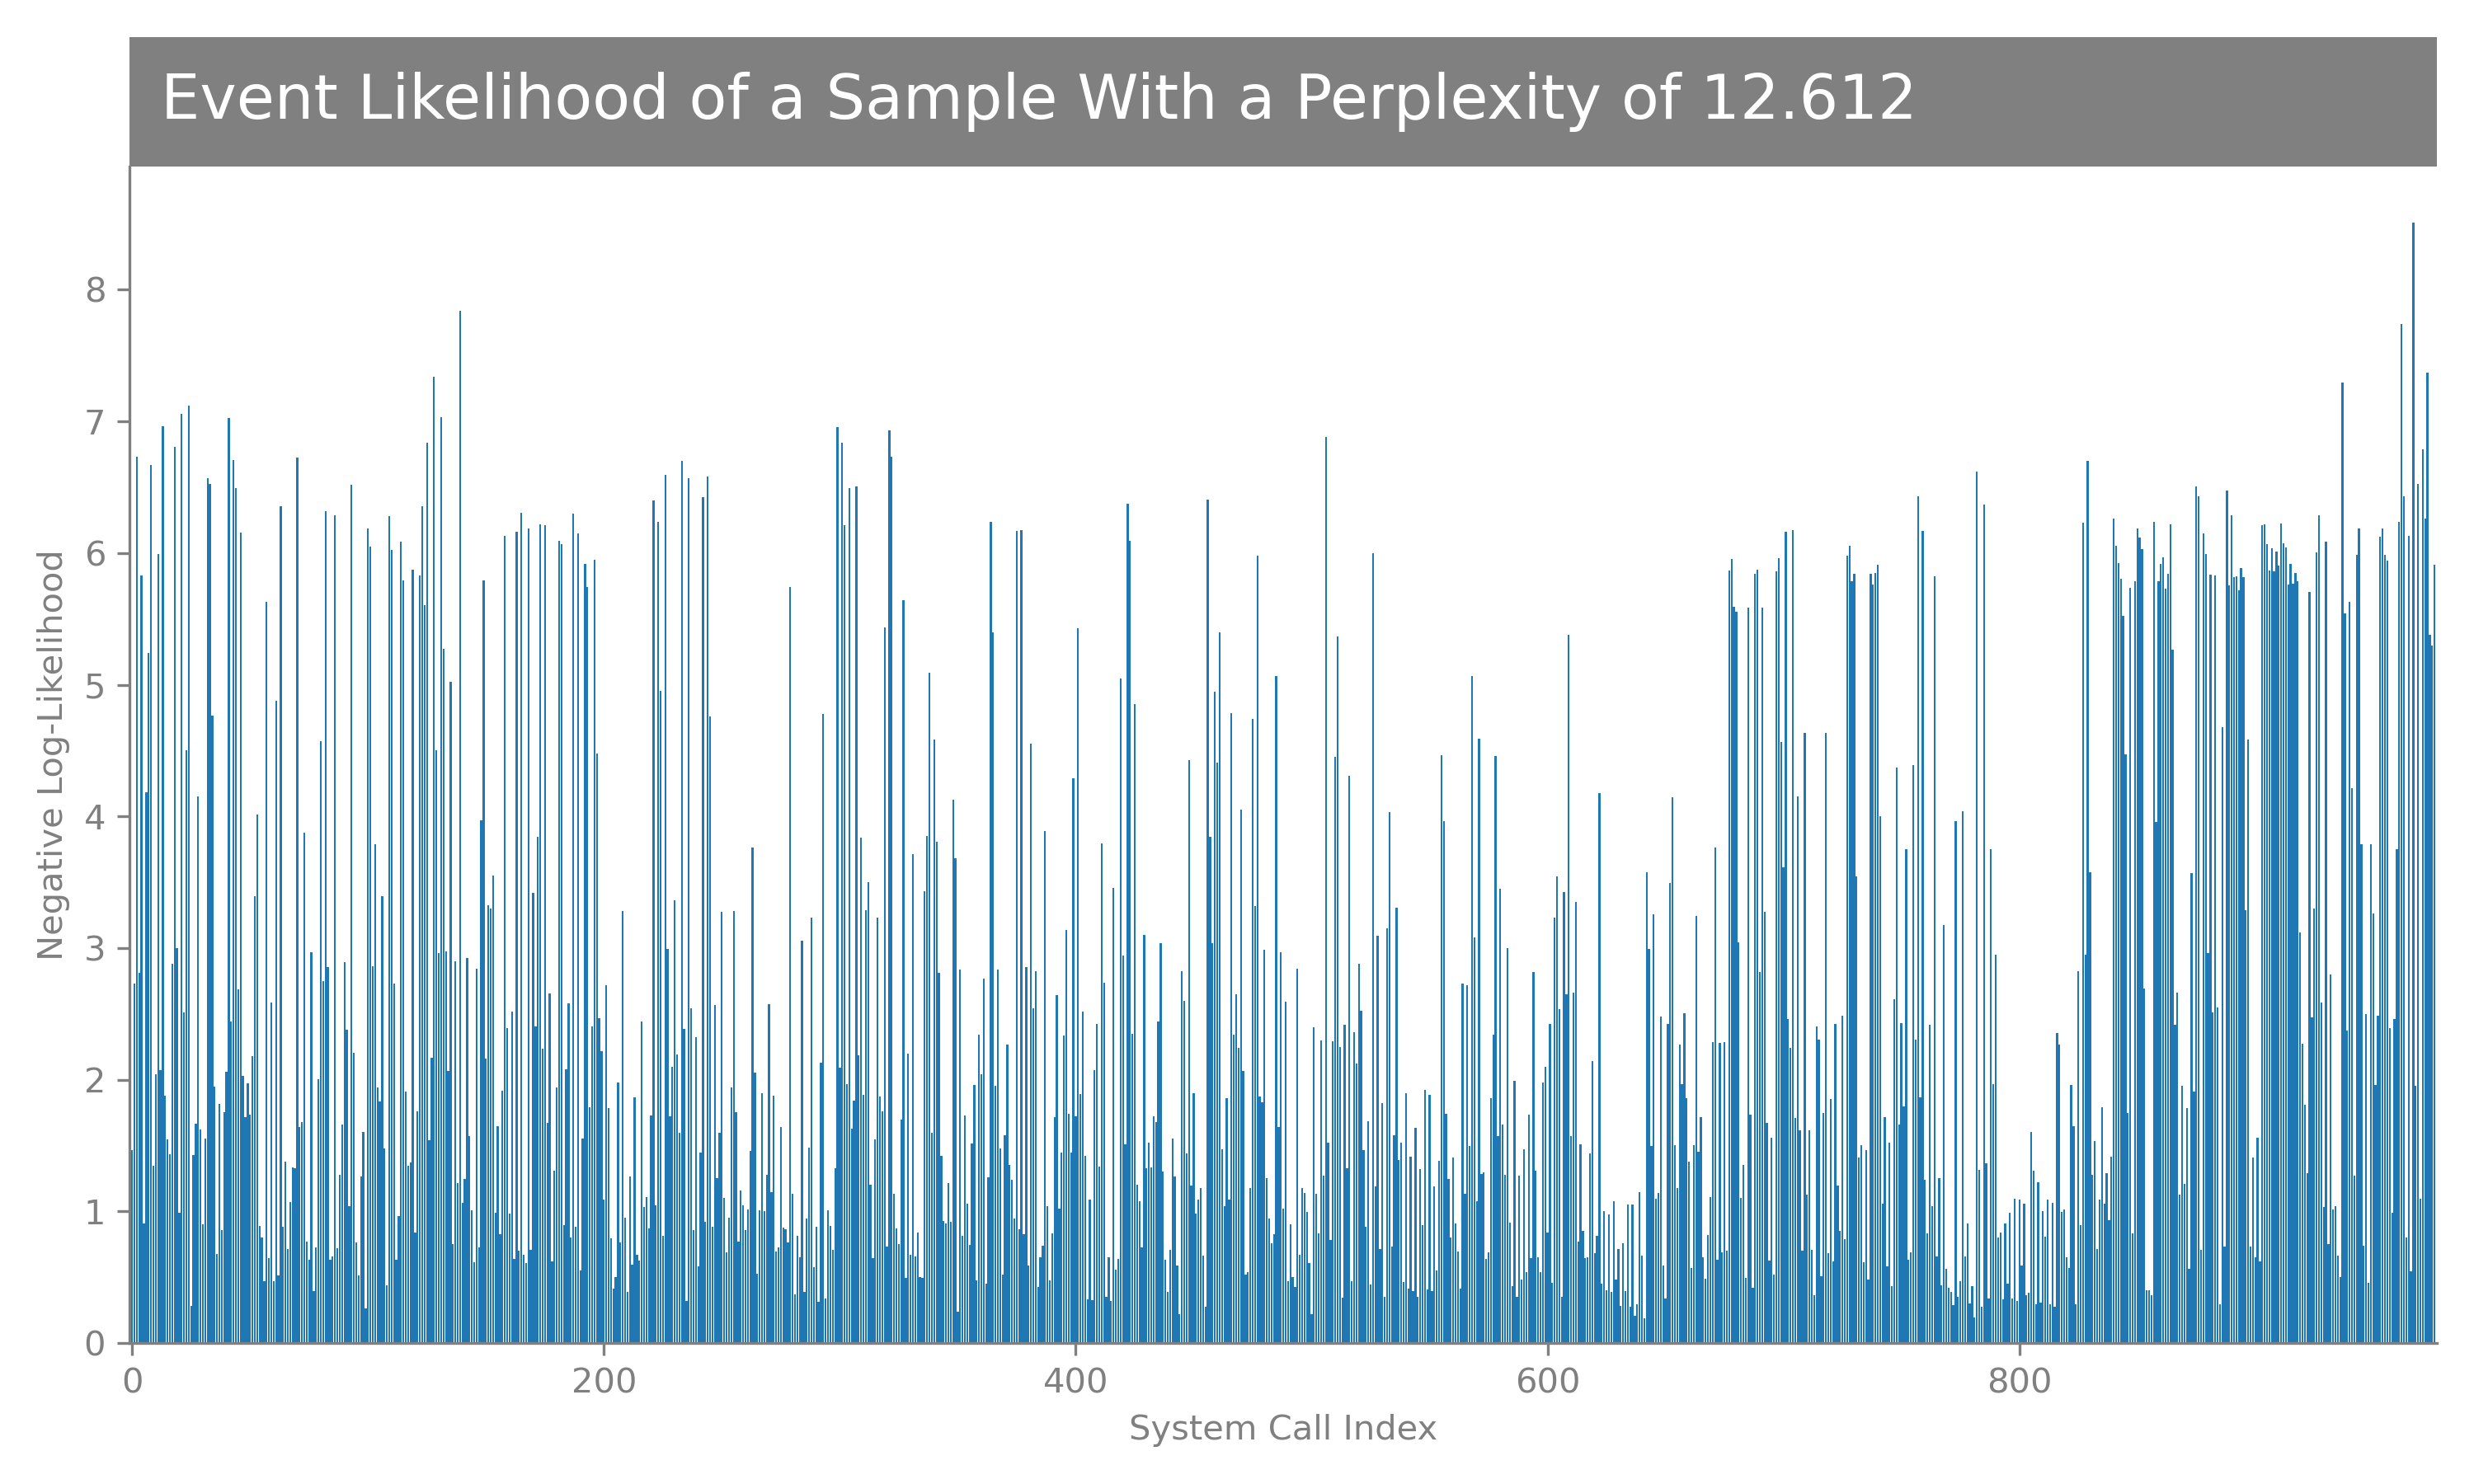 Event Likelihood of a Sample With a Perplexity of 12.612
Negative Log-Likelihood
8
7
6
5
4
3
2
1
0
0 200 400 600 800
System Call Index